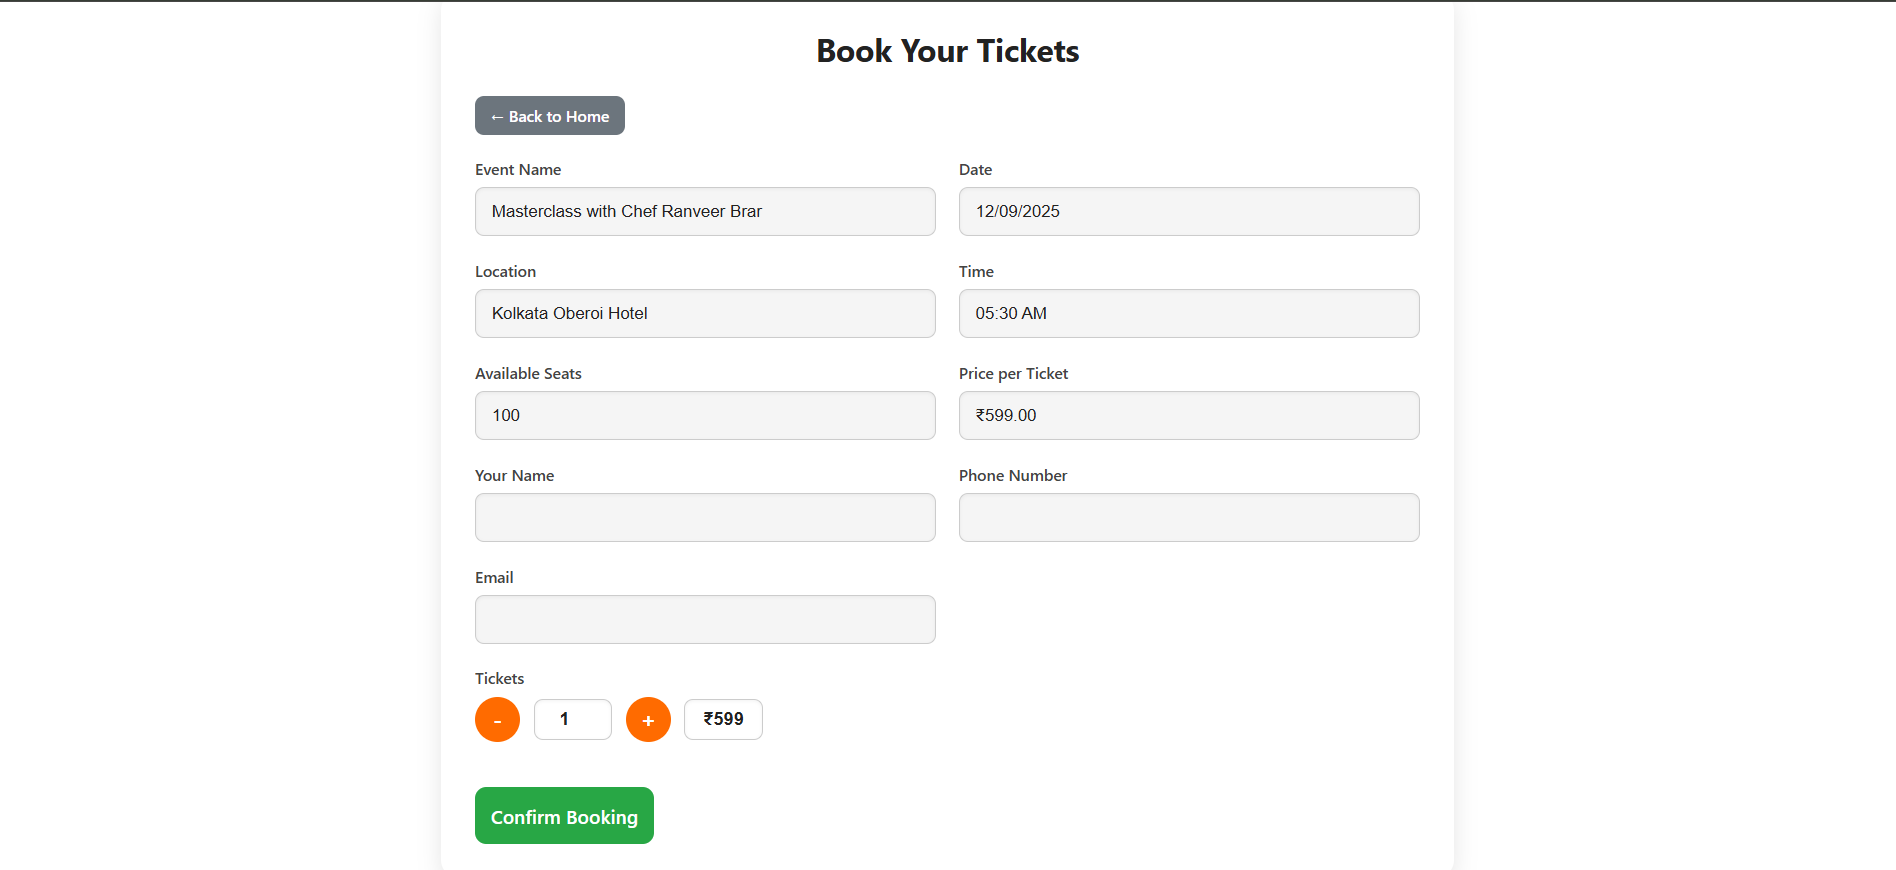 Book Your Tickets
← Back to Home
Event Name
Date
Masterclass with Chef Ranveer Brar
12/09/2025
Location
Time
Kolkata Oberoi Hotel
05:30 AM
Available Seats
Price per Ticket
100
₹599.00
Your Name
Phone Number
Email
Tickets
- 1 + ₹599
Confirm Booking